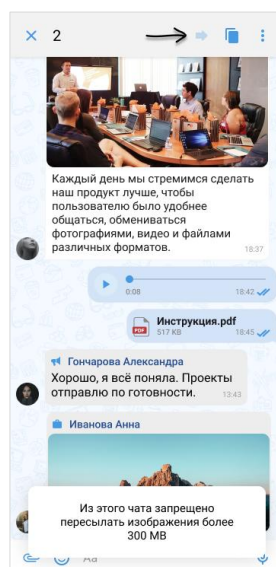 2
Каждый день мы стремимся сделать
наш продукт лучше, чтобы
пользователю было удобнее
общаться, обмениваться
фотографиями, видео и файлами
различных форматов.
18:37
0:08
18:42
Инструкция.pdf
PDF
517 KB
18:45
Гончарова Александра
Хорошо, я всё поняла. Проекты
отправлю по готовности.
13:43
Иванова Анна
Из этого чата запрещено
пересылать изображения более
300 MB
Aa